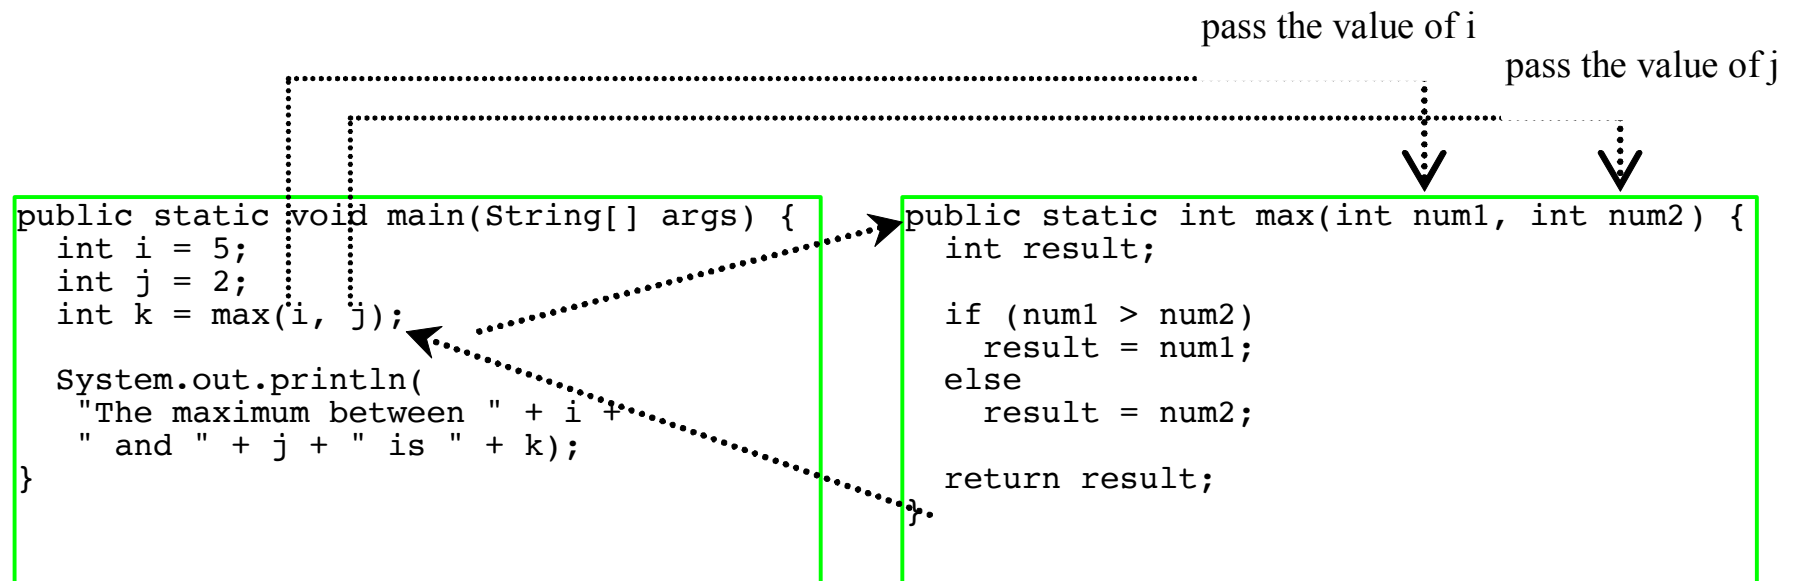 pass the value of i
pass the value of j
public static void main(String[] args) {
  int i = 5;
  int j = 2;
  int k = max(i, j);
  System.out.println(
   "The maximum between " + i +
   " and " + j + " is " + k);
}
public static int max(int num1, int num2) {
  int result;
  if (num1 > num2)
    result = num1;
  else
    result = num2;
  return result;
}